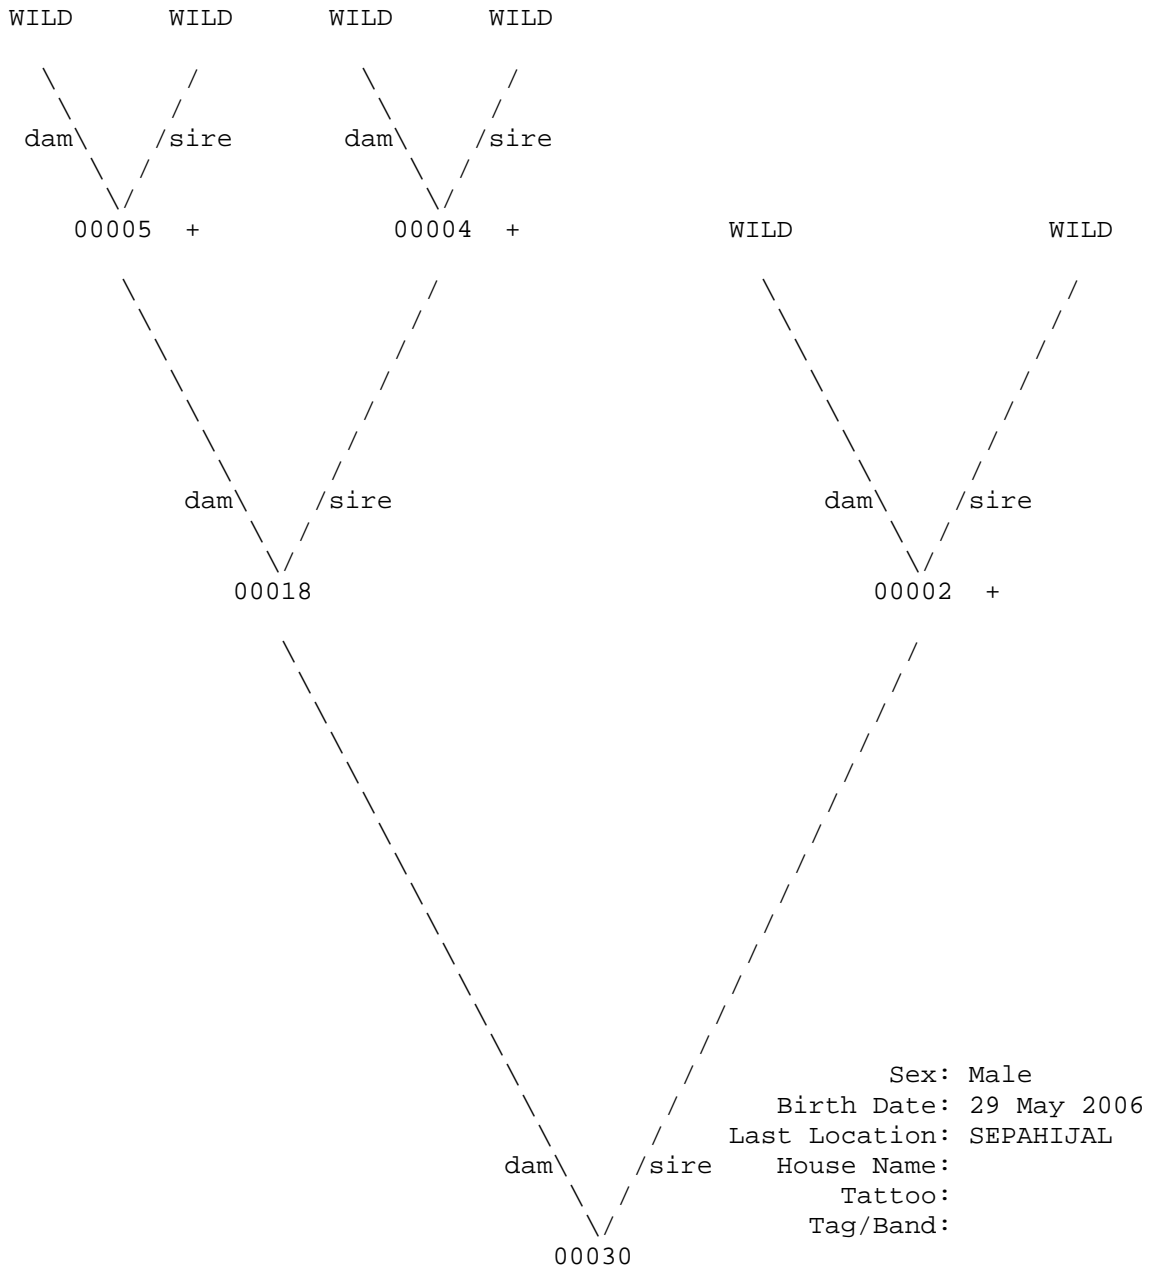 WILD WILD WILD WILD
dam sire dam sire
00005 + 00004 + WILD WILD
dam sire dam sire
00018 00002 +
Sex: Male
Birth Date: 29 May 2006
Last Location: SEPAHIJAL
dam sire House Name:
Tattoo:
Tag/Band:
00030